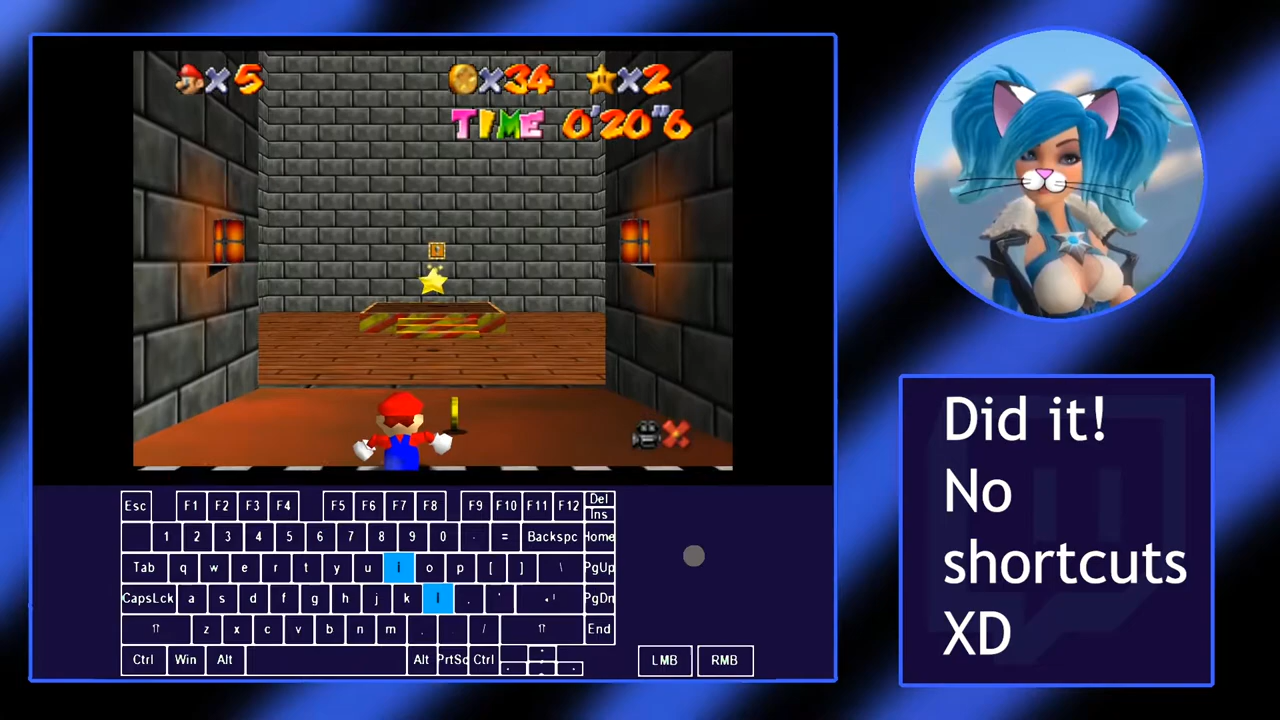 ×5
×34
×2
TIME 0'20"6
Did it!
No
shortcuts
XD
Esc F1 F2 F3 F4 F5 F6 F7 F8 F9 F10 F11 F12 Del
Ins
1 2 3 4 5 6 7 8 9 0 - = Backspc Home
Tab q w e r t y u i o p [ ] \ PgUp
CapsLck a s d f g h j k l . ' PgDn
z x c v b n m . / End
Ctrl Win Alt Alt PrtSc Ctrl
LMB RMB